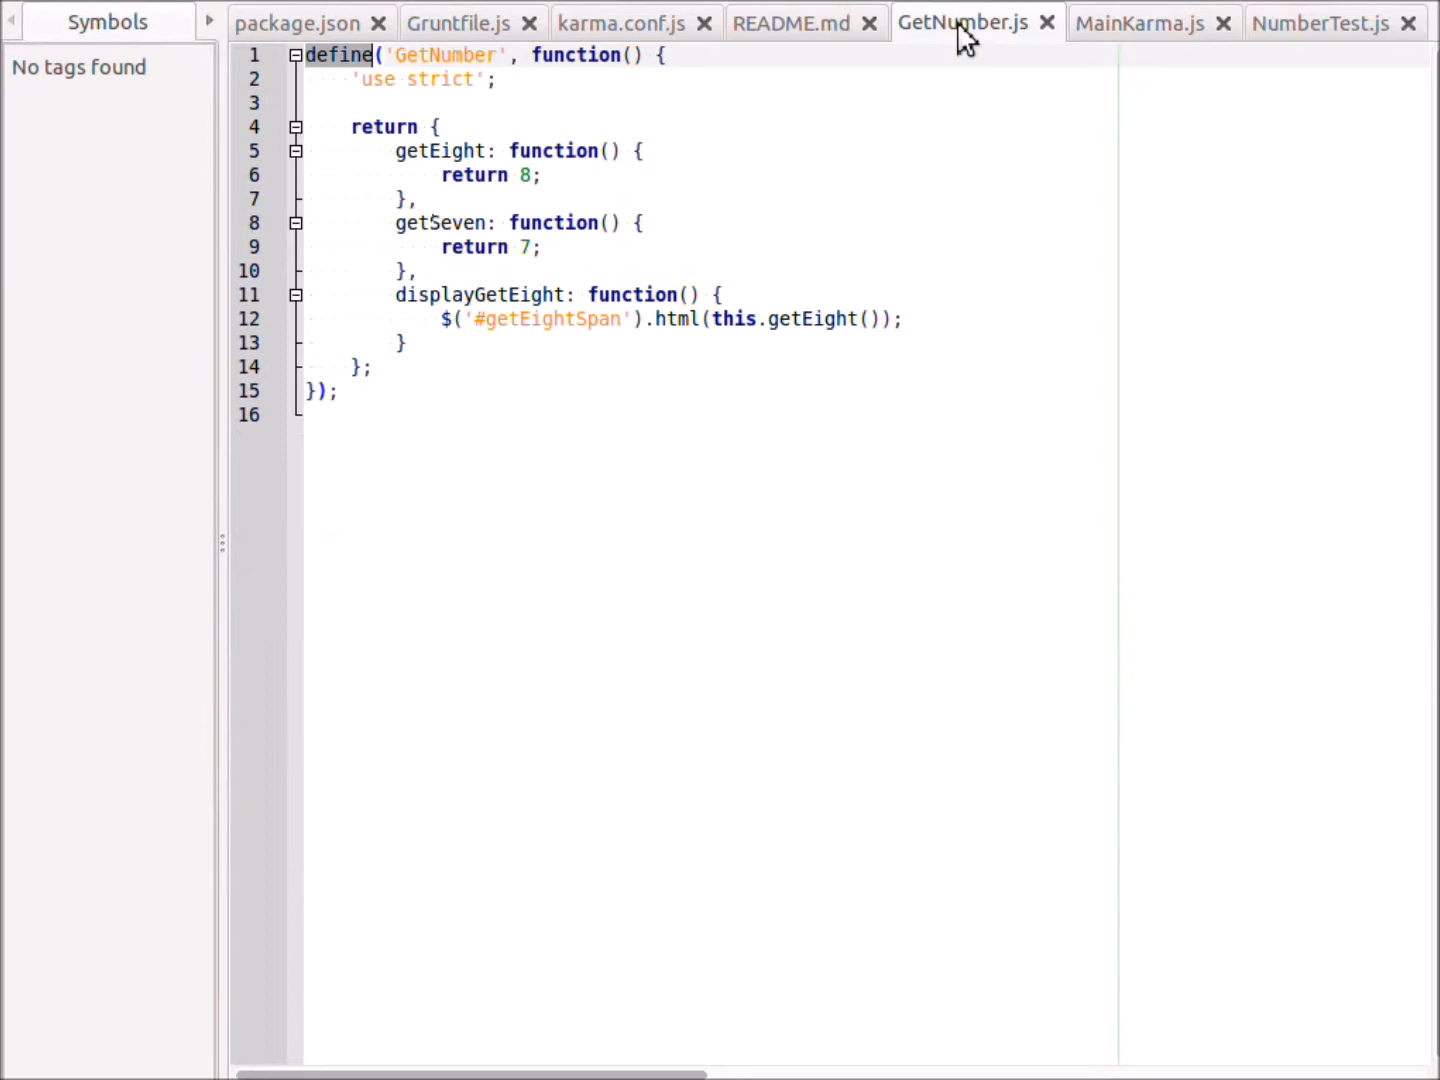 Symbols
package.json
Gruntfile.js
karma.conf.js
README.md
GetNumber.js
MainKarma.js
NumberTest.js
No tags found
1 define('GetNumber', function() {
2 'use strict';
3
4 return {
5 getEight: function() {
6 return 8;
7 },
8 getSeven: function() {
9 return 7;
10 },
11 displayGetEight: function() {
12 $('#getEightSpan').html(this.getEight());
13 }
14 };
15 });
16